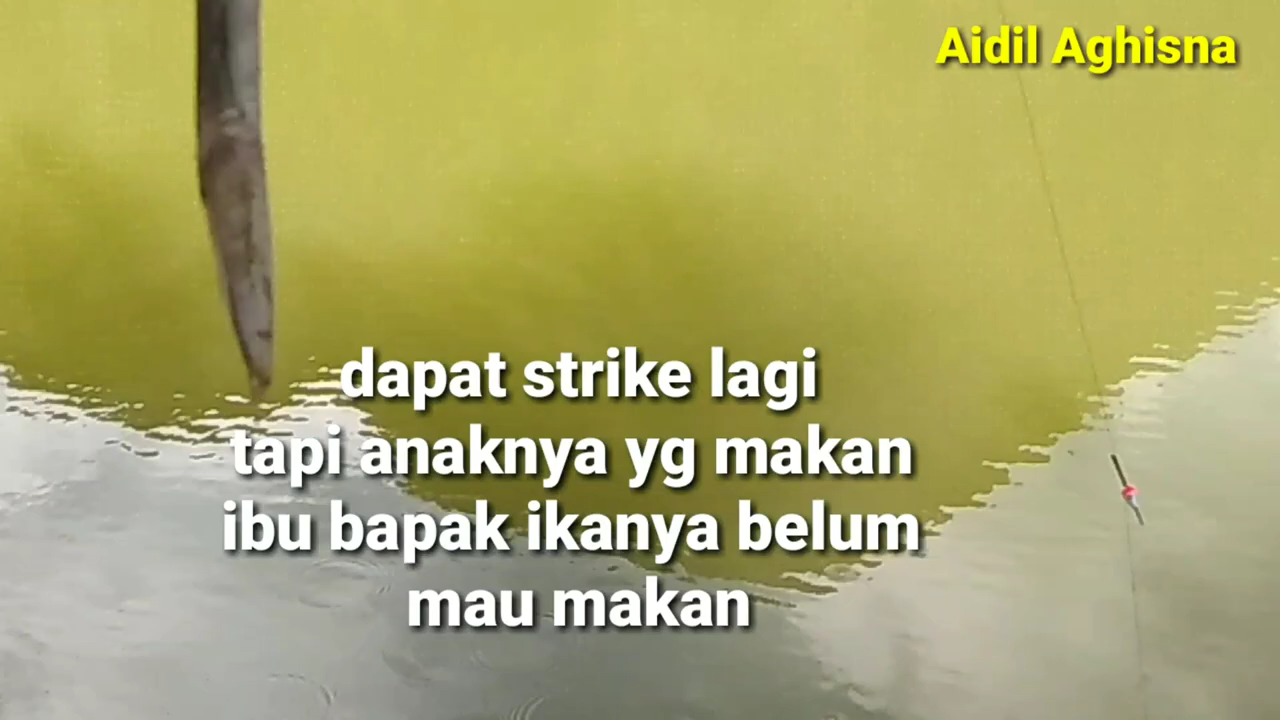 Aidil Aghisna
dapat strike lagi
tapi anaknya yg makan
ibu bapak ikanya belum
mau makan